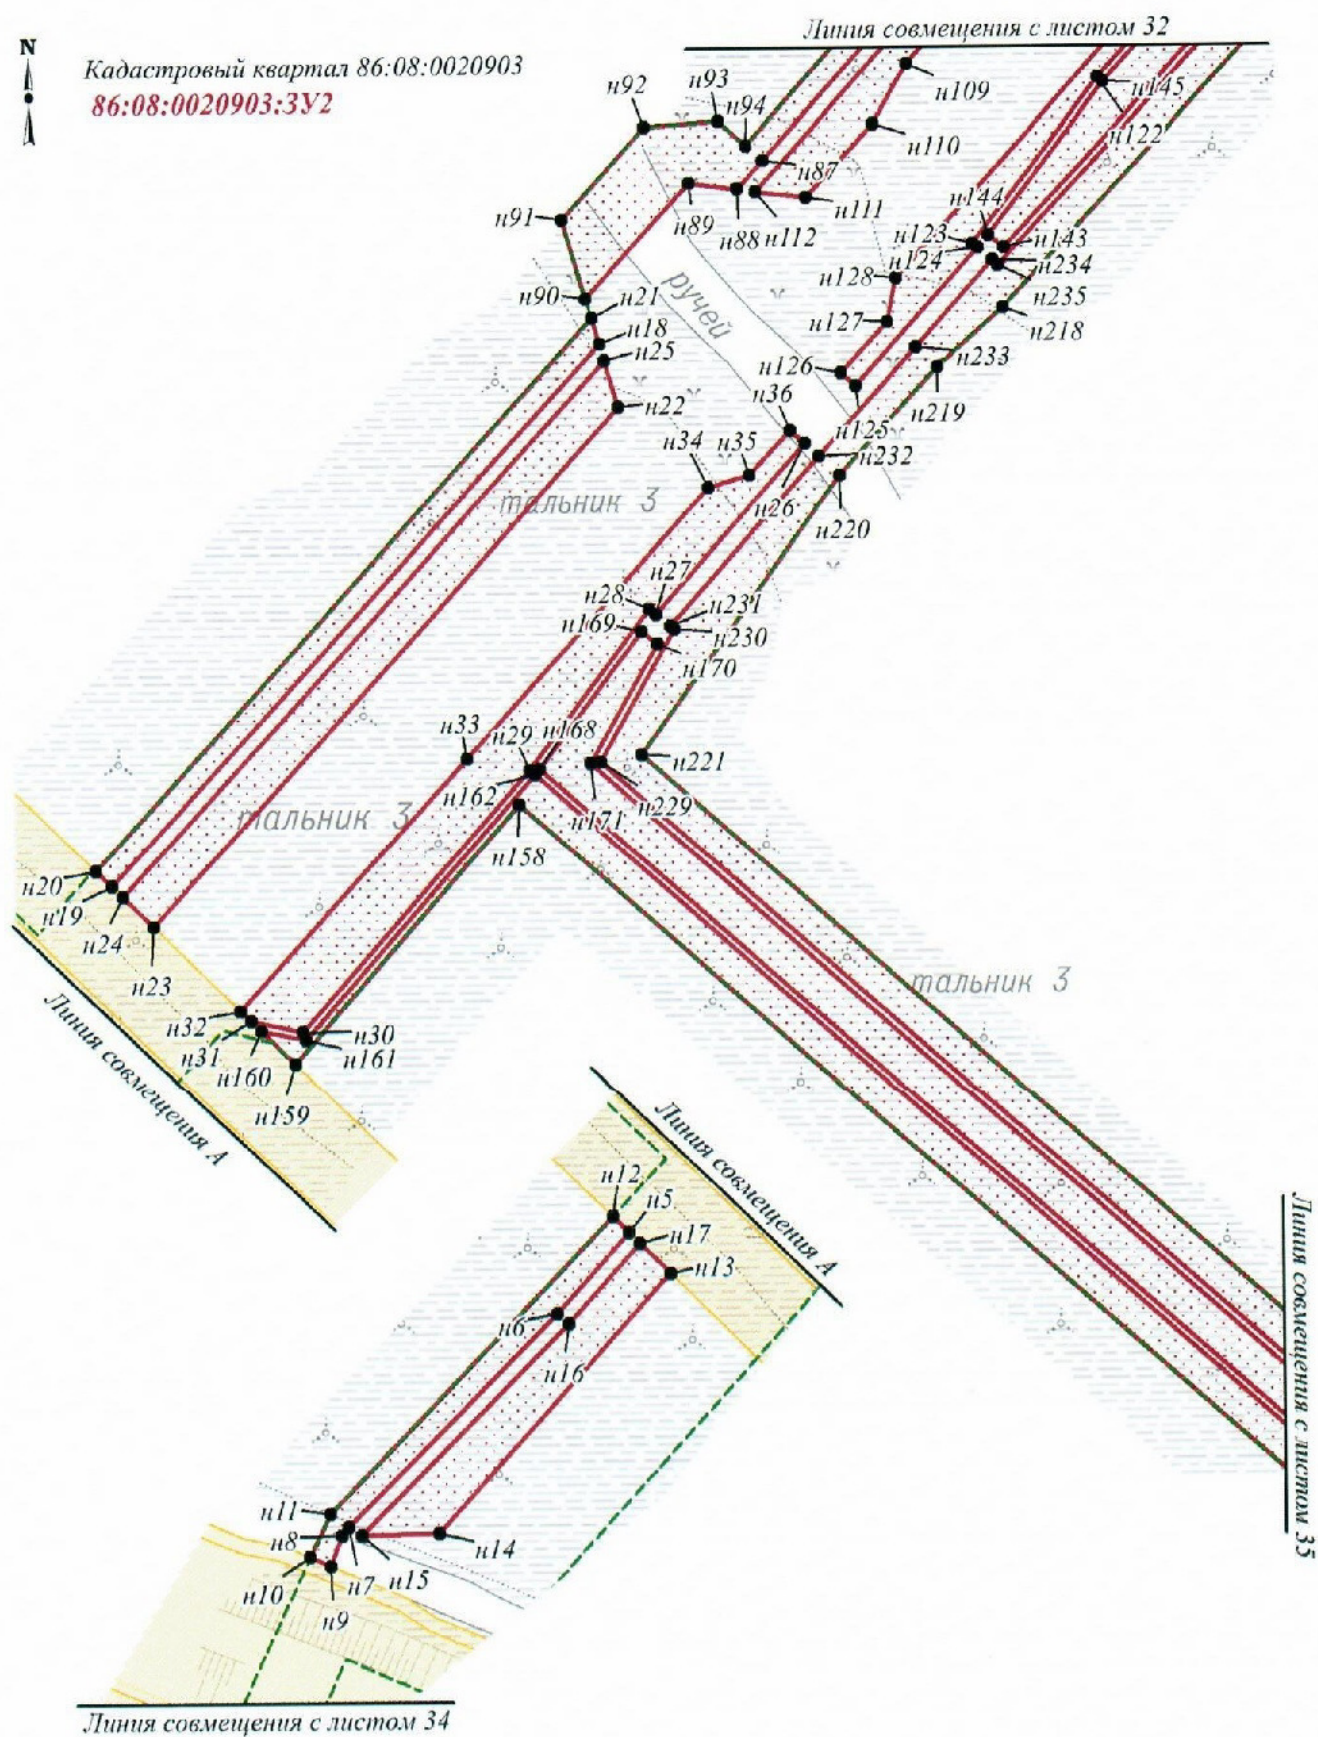 Линия совмещения с листом 32
N
Кадастровый квартал 86:08:0020903
86:08:0020903:ЗУ2
н92
н93
н94
н109
н145
н122
н110
н87
н91
н89
н88
н112
н111
н144
н123
н124
н143
н234
н128
н235
н218
ручей
н90
н21
н18
н25
н127
н233
н126
н219
н22
н36
н125
н34
н35
н232
н26
н220
тальник 3
н27
н28
н231
н169
н230
н170
н33
н29
н168
н221
н162
н171
н229
н158
тальник 3
н20
н19
н24
н23
тальник 3
н32
н31
н30
н161
н160
н159
Линия совмещения А
Линия совмещения А
н12
н5
н17
н13
н6
н16
Линия совмещения с листом 35
н11
н8
н10
н7
н15
н14
н9
Линия совмещения с листом 34